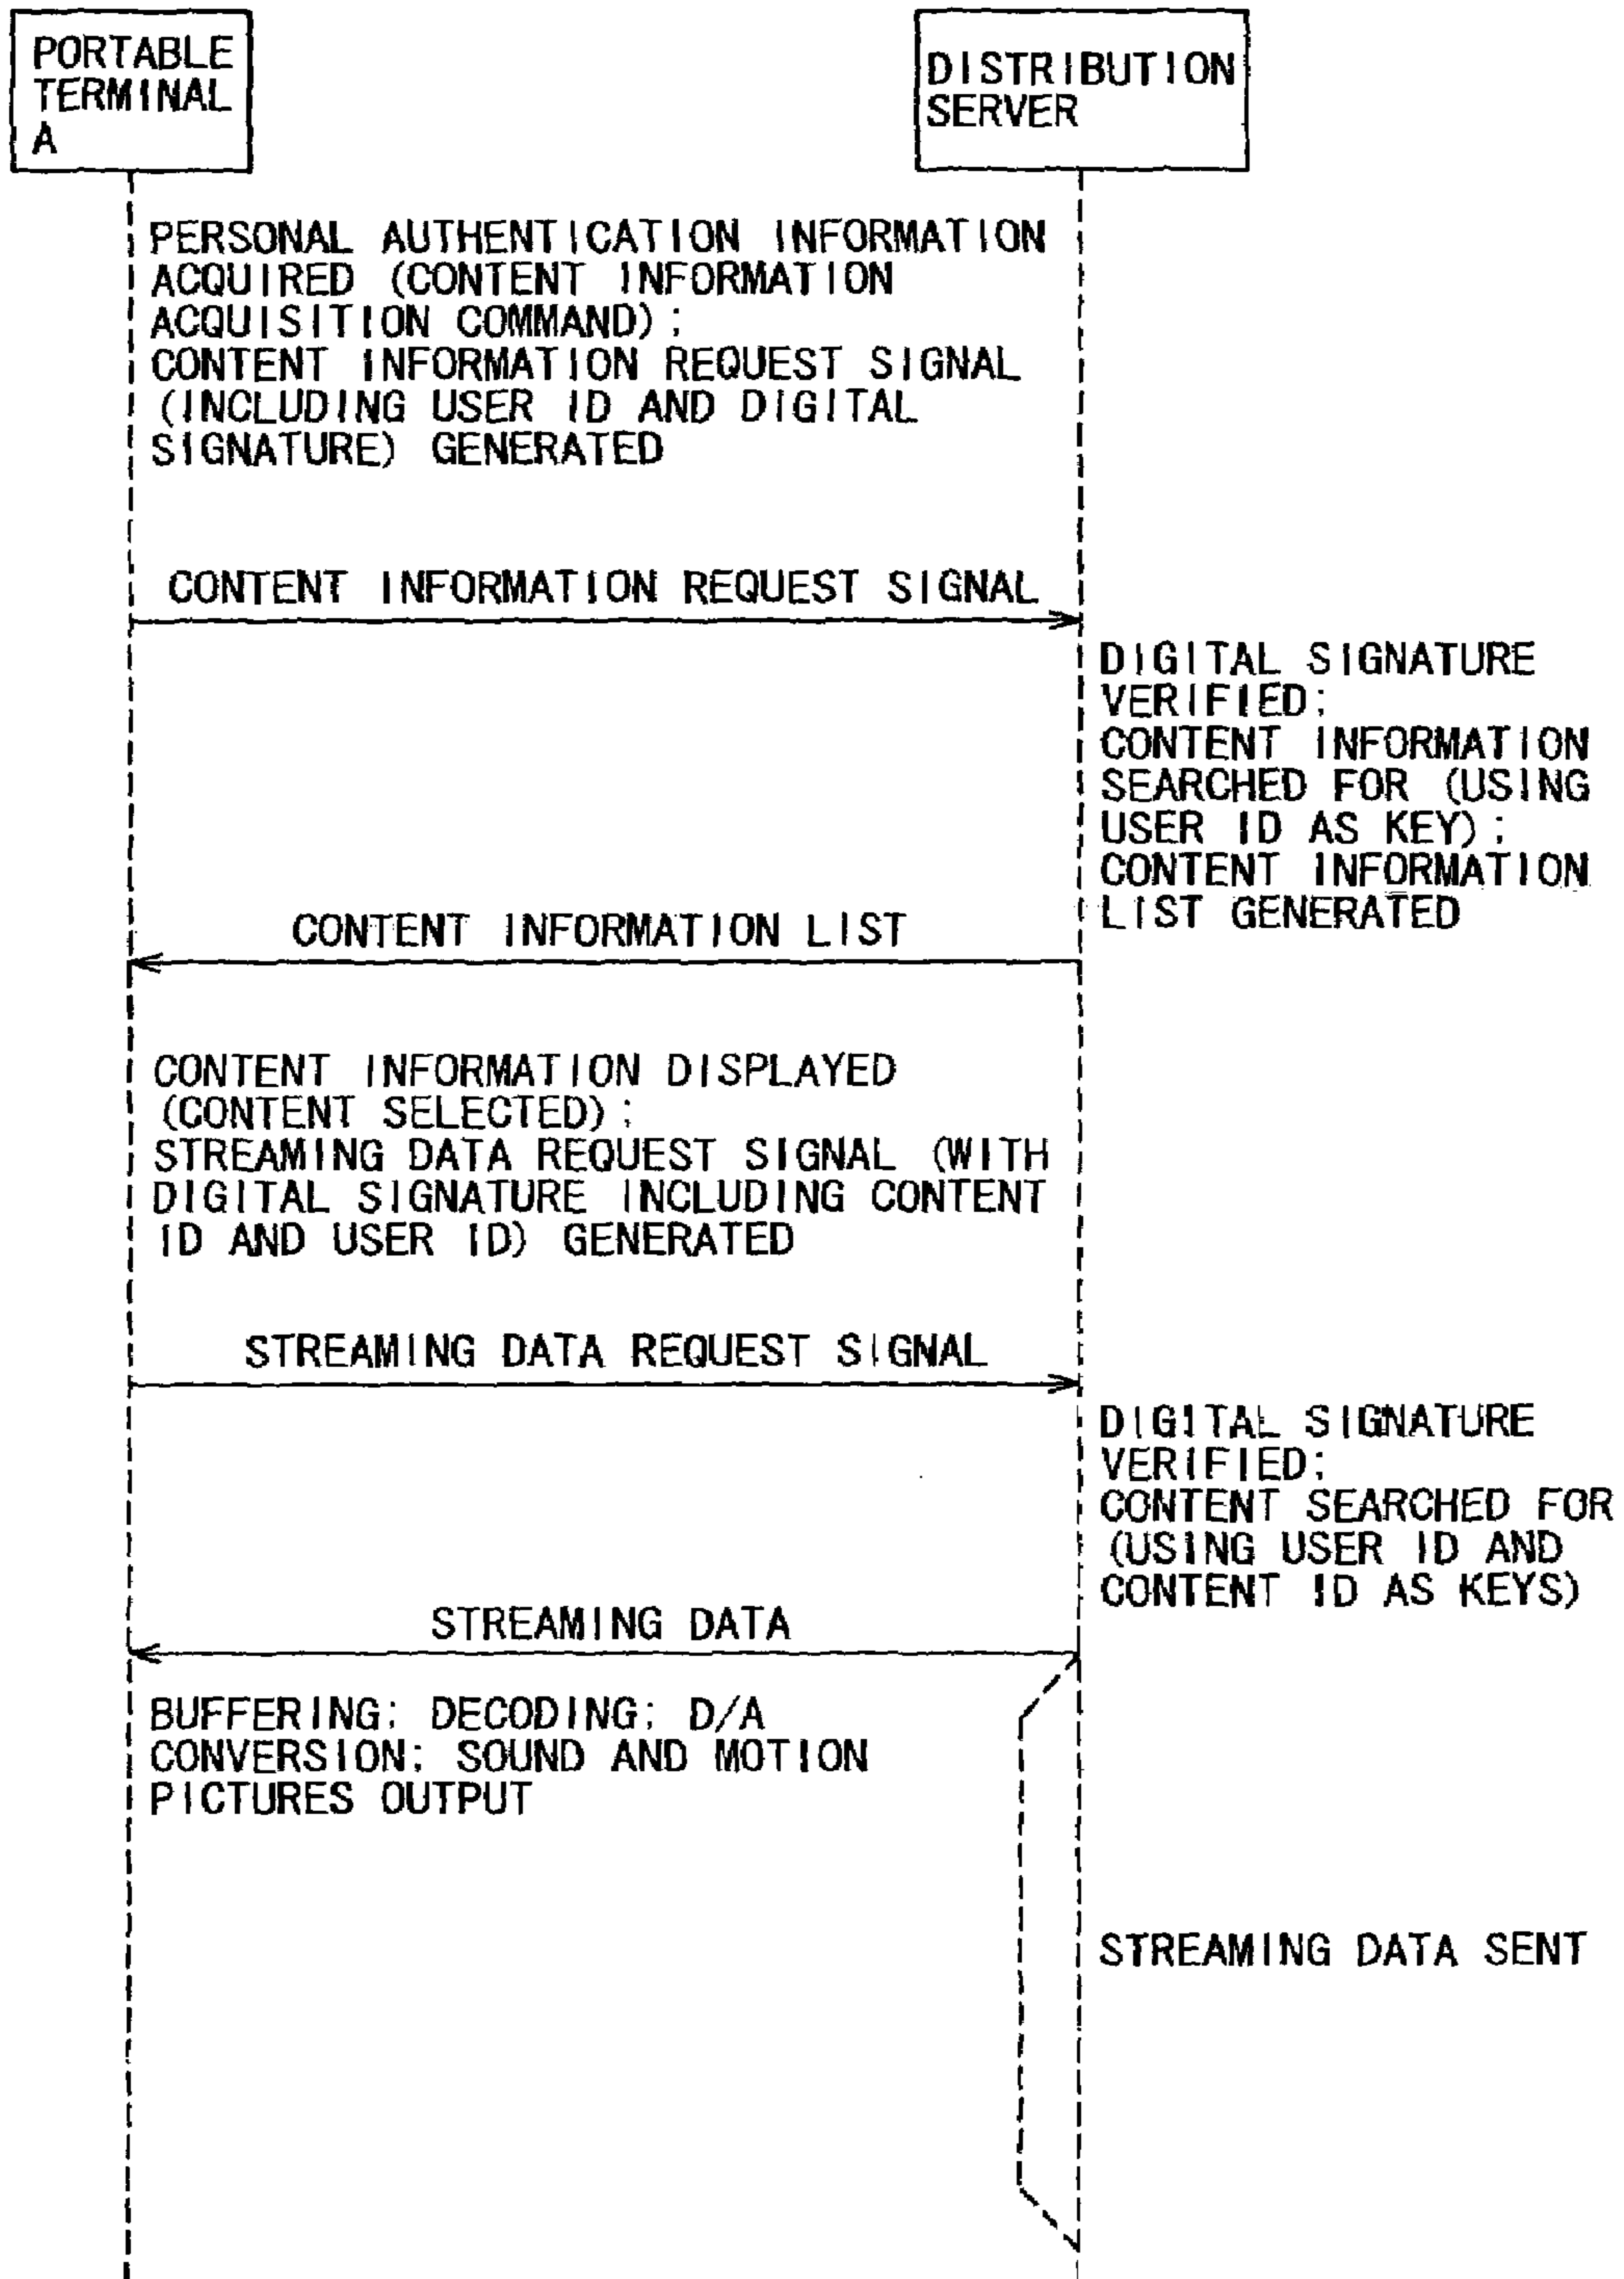 PORTABLE
TERMINAL
A
DISTRIBUTION
SERVER
PERSONAL AUTHENTICATION INFORMATION
ACQUIRED (CONTENT INFORMATION
ACQUISITION COMMAND);
CONTENT INFORMATION REQUEST SIGNAL
(INCLUDING USER ID AND DIGITAL
SIGNATURE) GENERATED
CONTENT INFORMATION REQUEST SIGNAL
DIGITAL SIGNATURE
VERIFIED;
CONTENT INFORMATION
SEARCHED FOR (USING
USER ID AS KEY);
CONTENT INFORMATION
LIST GENERATED
CONTENT INFORMATION LIST
CONTENT INFORMATION DISPLAYED
(CONTENT SELECTED);
STREAMING DATA REQUEST SIGNAL (WITH
DIGITAL SIGNATURE INCLUDING CONTENT
ID AND USER ID) GENERATED
STREAMING DATA REQUEST SIGNAL
DIGITAL SIGNATURE
VERIFIED;
CONTENT SEARCHED FOR
(USING USER ID AND
CONTENT ID AS KEYS)
STREAMING DATA
BUFFERING; DECODING; D/A
CONVERSION; SOUND AND MOTION
PICTURES OUTPUT
STREAMING DATA SENT